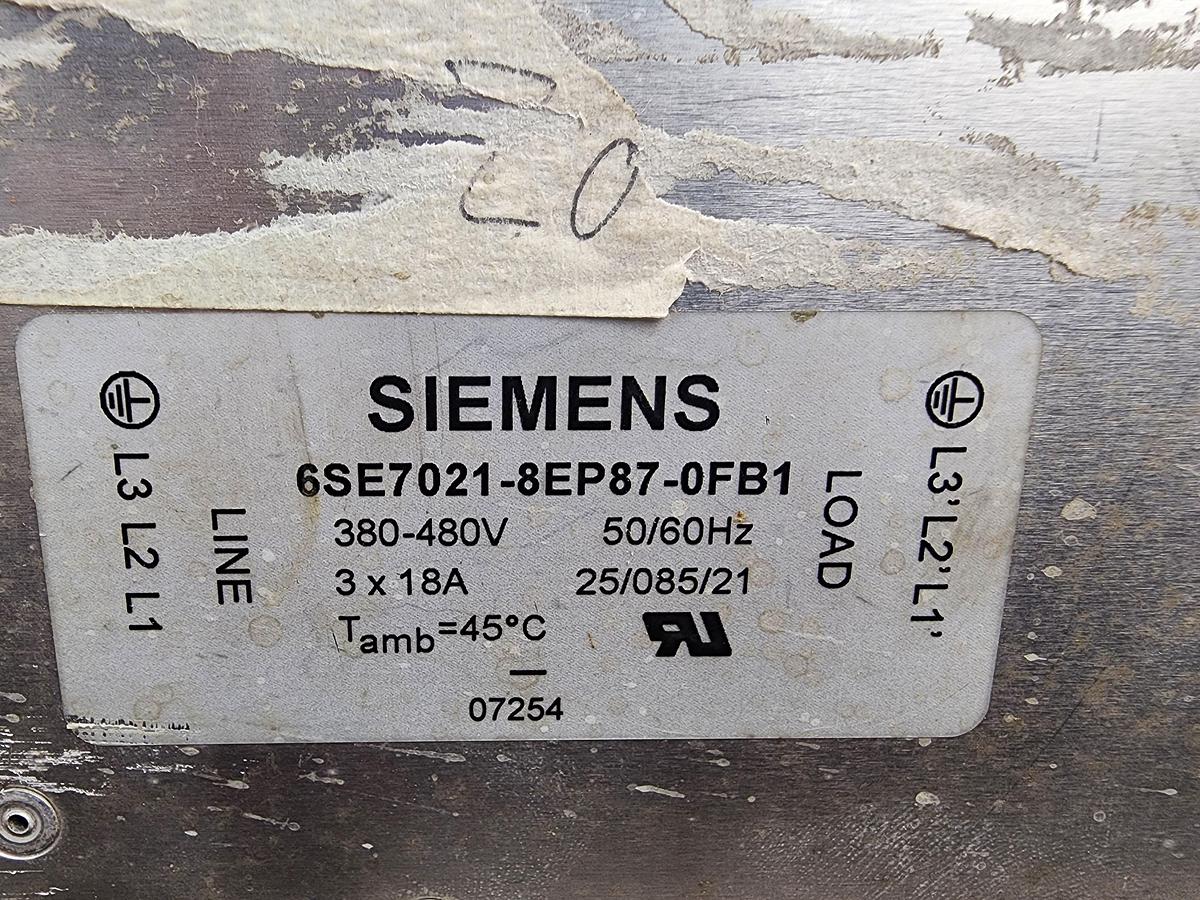 20
SIEMENS
6SE7021-8EP87-0FB1
380-480V 50/60Hz
3 x 18A 25/085/21
Tamb=45°C
07254
L3 L2 L1
LINE
LOAD
L3' L2' L1'